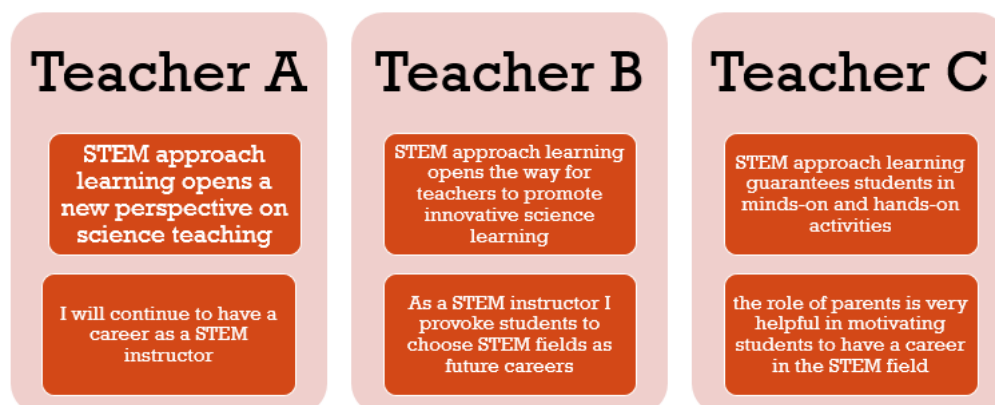 Teacher A
STEM approach
learning opens a
new perspective on
science teaching
I will continue to have a
career as a STEM
instructor
Teacher B
STEM approach learning
opens the way for
teachers to promote
innovative science
learning
As a STEM instructor I
provoke students to
choose STEM fields as
future careers
Teacher C
STEM approach learning
guarantees students in
minds-on and hands-on
activities
the role of parents is very
helpful in motivating
students to have a career
in the STEM field